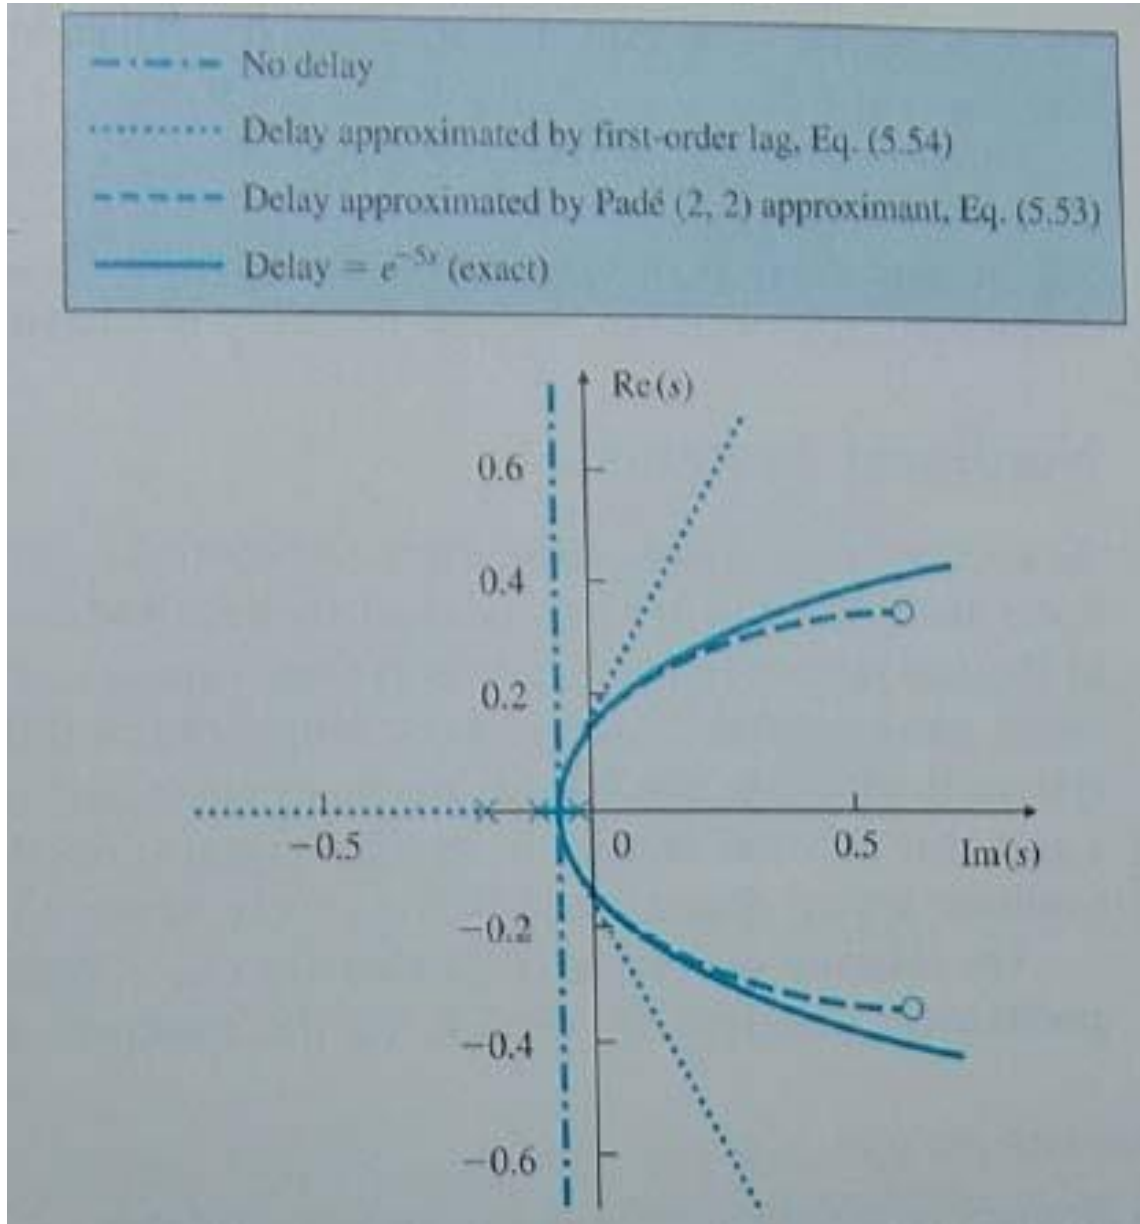 No delay
Delay approximated by first-order lag, Eq. (5.54)
Delay approximated by Padé (2, 2) approximant, Eq. (5.53)
Delay = e^{-5s} (exact)
Re(s)
0.6
0.4
0.2
-0.5
0
0.5
Im(s)
-0.2
-0.4
-0.6